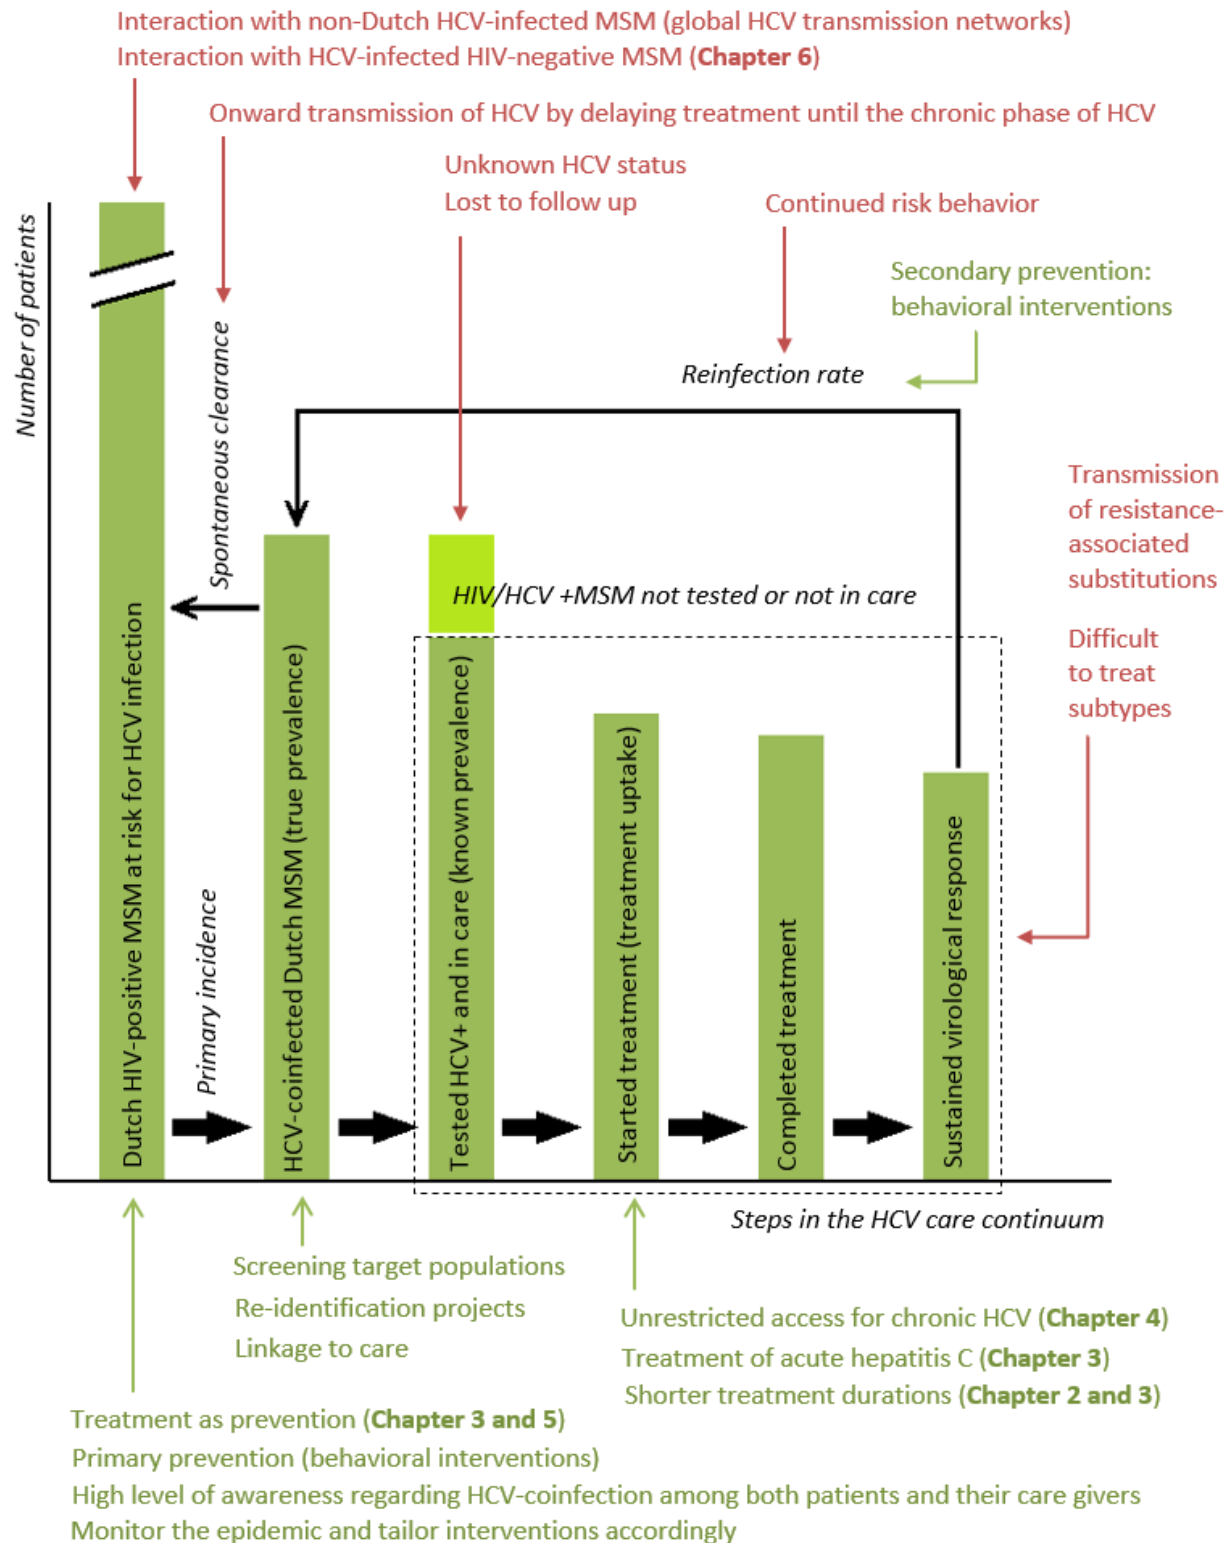 Interaction with non-Dutch HCV-infected MSM (global HCV transmission networks)
Interaction with HCV-infected HIV-negative MSM (Chapter 6)
Onward transmission of HCV by delaying treatment until the chronic phase of HCV
Unknown HCV status
Lost to follow up
Continued risk behavior
Secondary prevention:
behavioral interventions
Number of patients
Spontaneous clearance
Reinfection rate
Transmission
of resistance-
associated
substitutions
Difficult
to treat
subtypes
HIV/HCV +MSM not tested or not in care
Dutch HIV-positive MSM at risk for HCV infection
Primary incidence
HCV-coinfected Dutch MSM (true prevalence)
Tested HCV+ and in care (known prevalence)
Started treatment (treatment uptake)
Completed treatment
Sustained virological response
Steps in the HCV care continuum
Screening target populations
Re-identification projects
Linkage to care
Unrestricted access for chronic HCV (Chapter 4)
Treatment of acute hepatitis C (Chapter 3)
Shorter treatment durations (Chapter 2 and 3)
Treatment as prevention (Chapter 3 and 5)
Primary prevention (behavioral interventions)
High level of awareness regarding HCV-coinfection among both patients and their care givers
Monitor the epidemic and tailor interventions accordingly